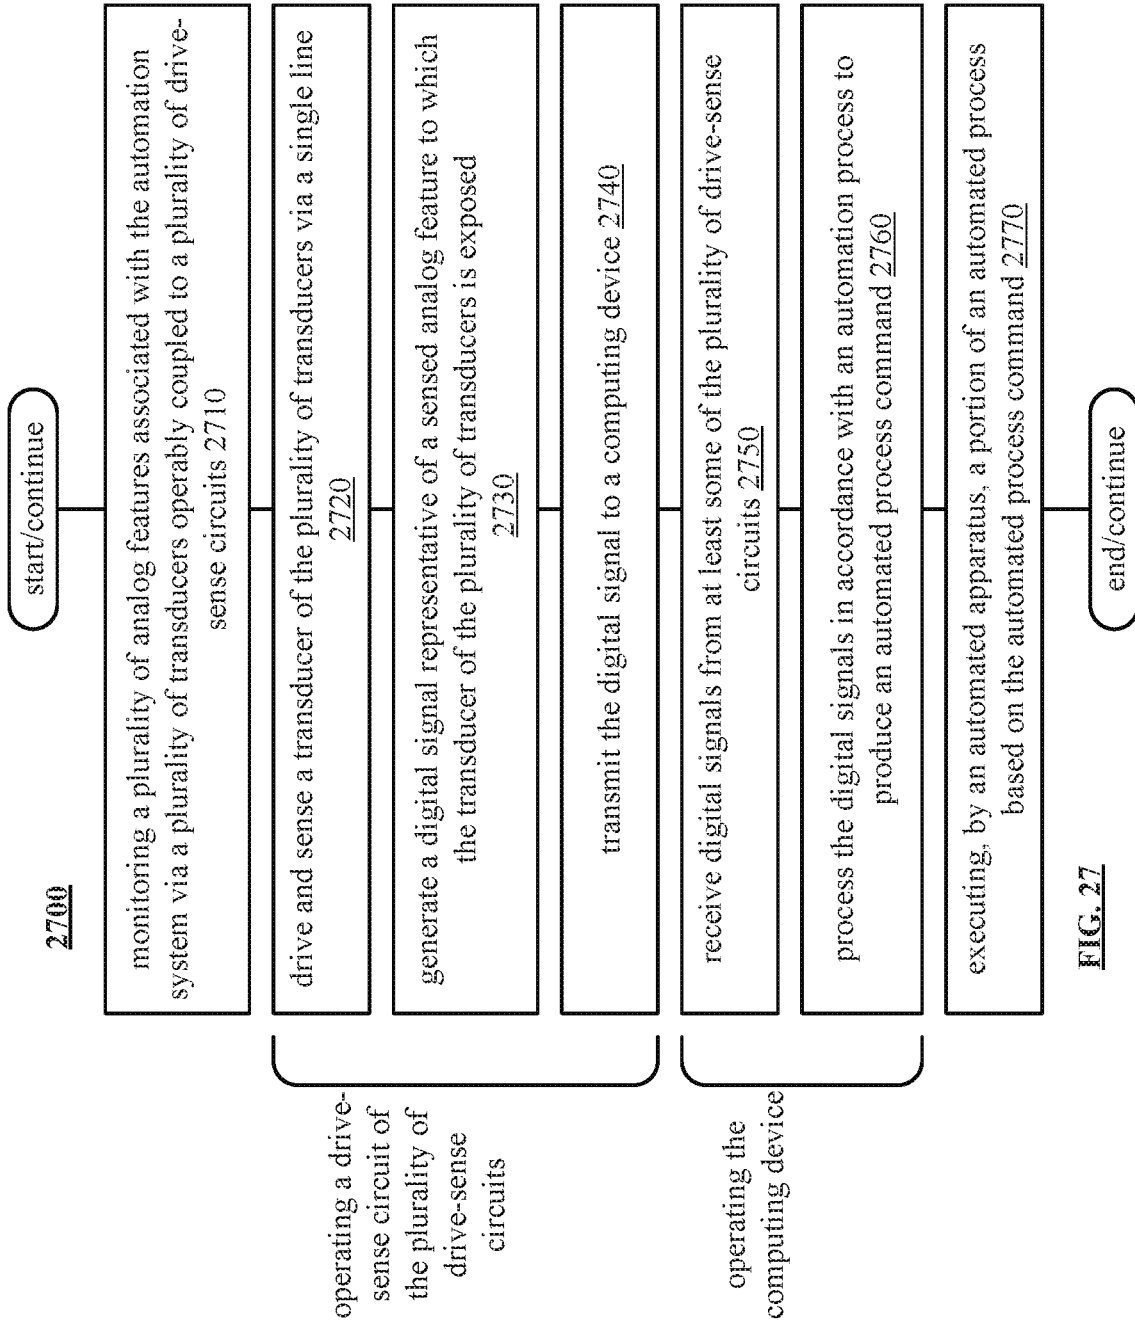 2700
start/continue
monitoring a plurality of analog features associated with the automation
system via a plurality of transducers operably coupled to a plurality of drive-
sense circuits 2710
operating a drive-
sense circuit of
the plurality of
drive-sense
circuits
drive and sense a transducer of the plurality of transducers via a single line
2720
generate a digital signal representative of a sensed analog feature to which
the transducer of the plurality of transducers is exposed
2730
transmit the digital signal to a computing device 2740
operating the
computing device
receive digital signals from at least some of the plurality of drive-sense
circuits 2750
process the digital signals in accordance with an automation process to
produce an automated process command 2760
executing, by an automated apparatus, a portion of an automated process
based on the automated process command 2770
end/continue
FIG. 27